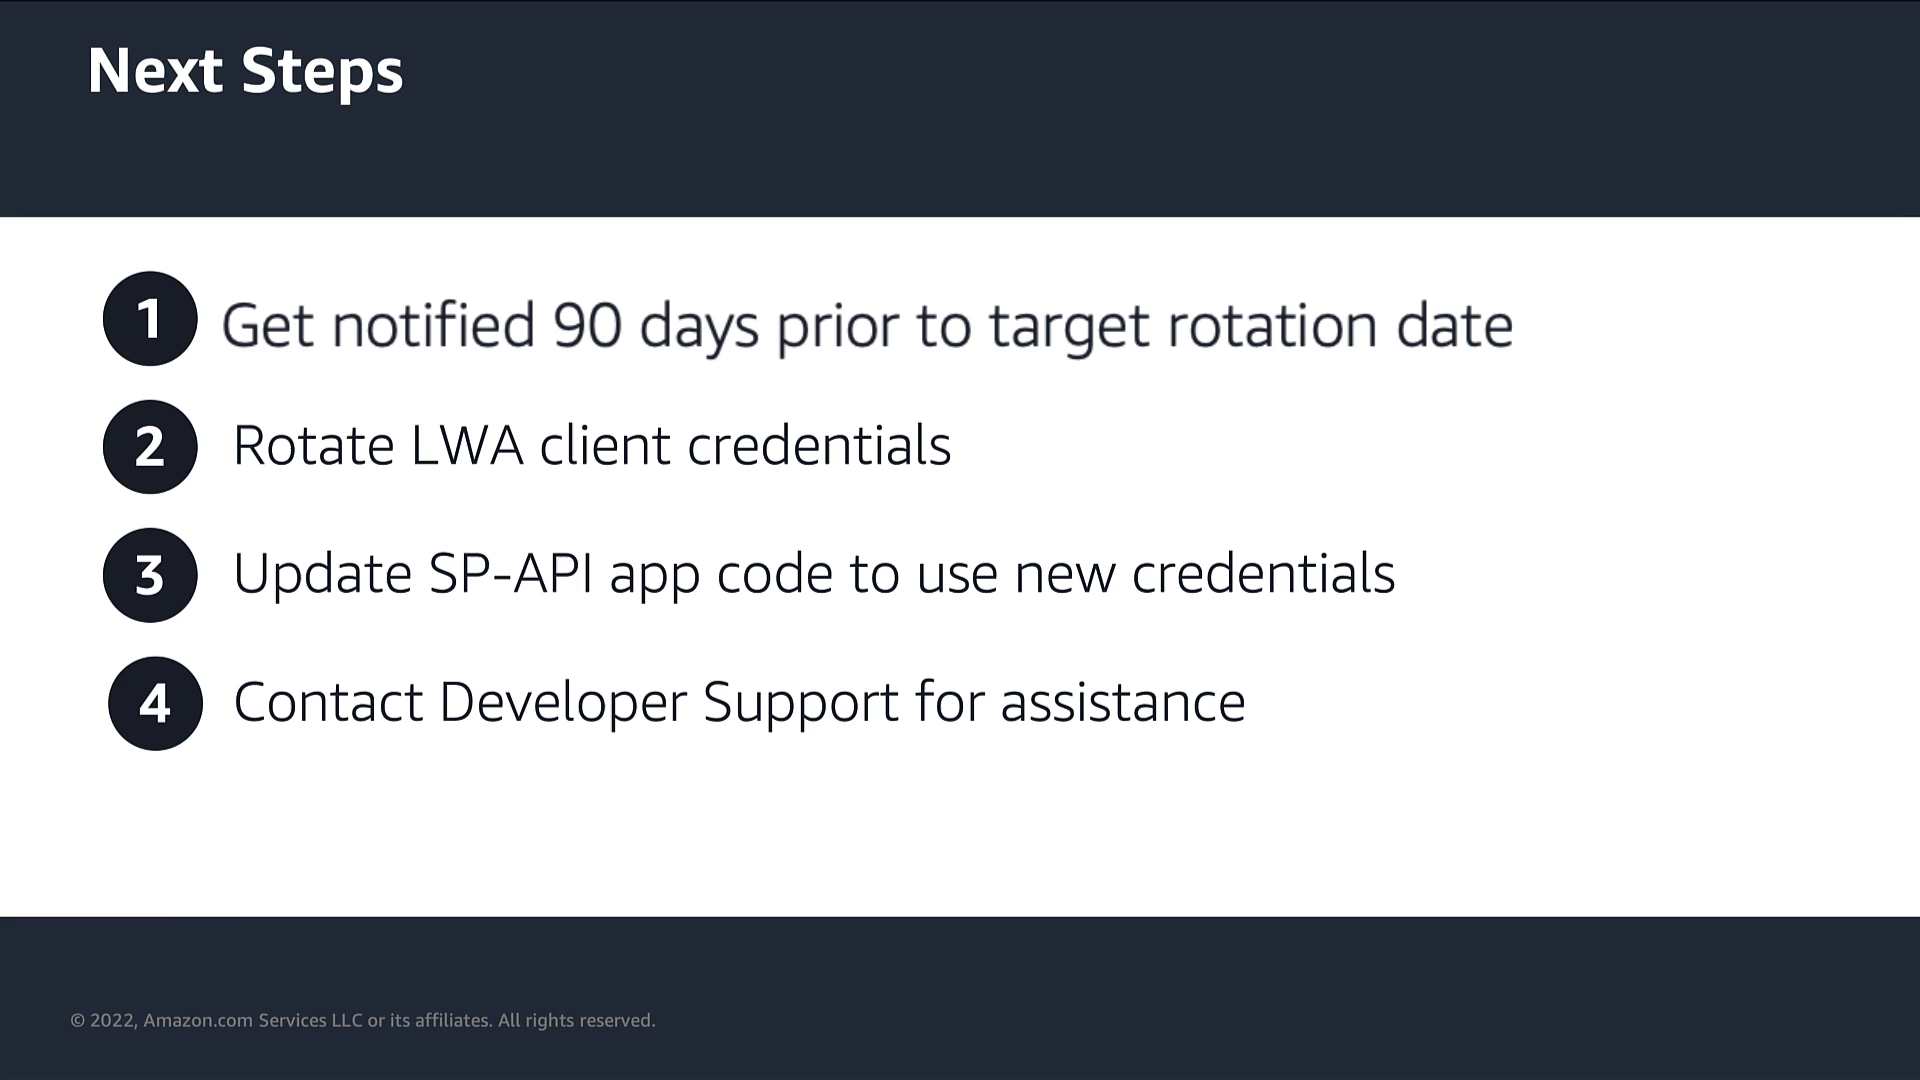 Next Steps
1 Get notified 90 days prior to target rotation date
2 Rotate LWA client credentials
3 Update SP-API app code to use new credentials
4 Contact Developer Support for assistance
© 2022, Amazon.com Services LLC or its affiliates. All rights reserved.